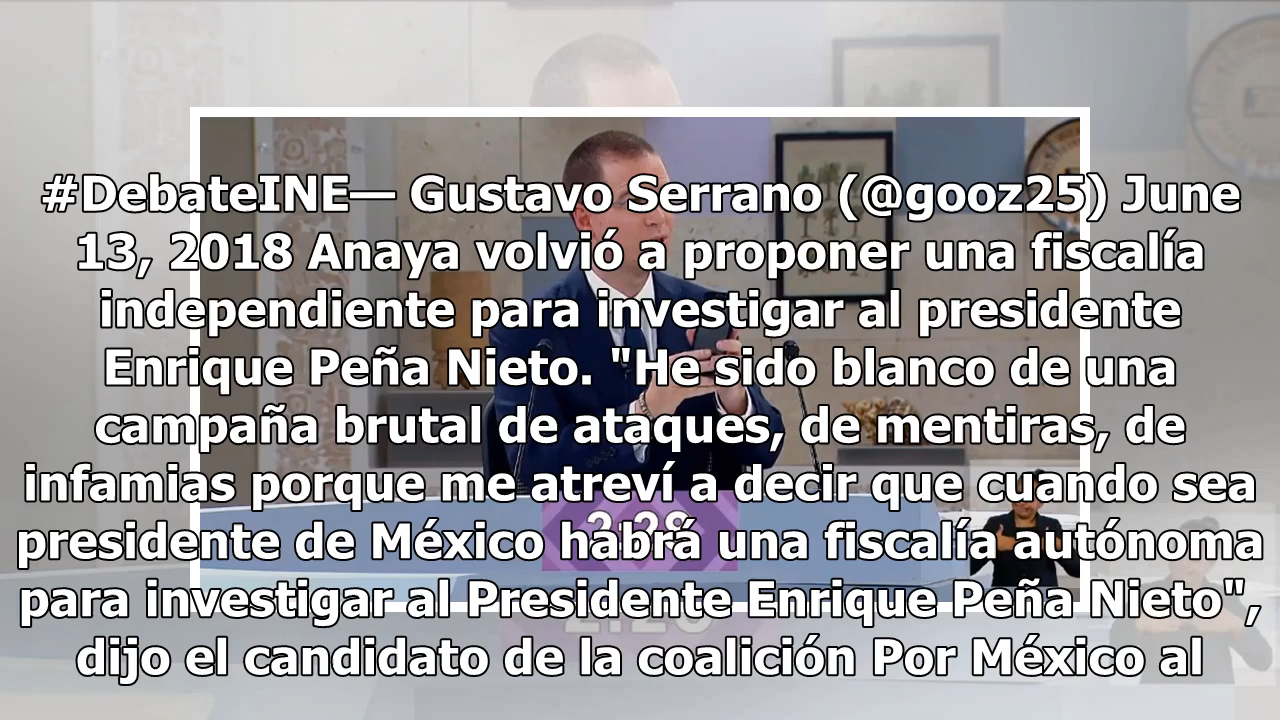 #DebateINE— Gustavo Serrano (@gooz25) June
13, 2018 Anaya volvió a proponer una fiscalía
independiente para investigar al presidente
Enrique Peña Nieto. "He sido blanco de una
campaña brutal de ataques, de mentiras, de
infamias porque me atreví a decir que cuando sea
presidente de México habrá una fiscalía autónoma
para investigar al Presidente Enrique Peña Nieto",
dijo el candidato de la coalición Por México al
2:28